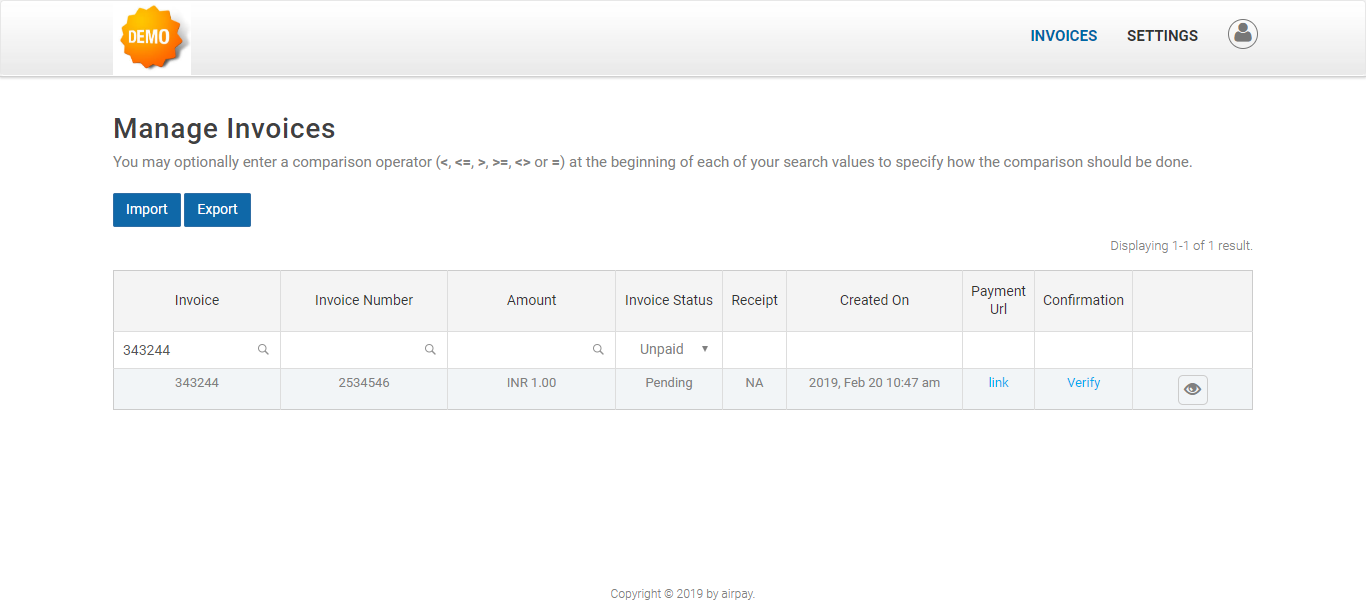 DEMO
INVOICES SETTINGS
Manage Invoices
You may optionally enter a comparison operator (<, <=, >, >=, <> or =) at the beginning of each of your search values to specify how the comparison should be done.
Import Export
Displaying 1-1 of 1 result.
Invoice Invoice Number Amount Invoice Status Receipt Created On Payment Url Confirmation
343244 Unpaid
343244 2534546 INR 1.00 Pending NA 2019, Feb 20 10:47 am link Verify
Copyright © 2019 by airpay.